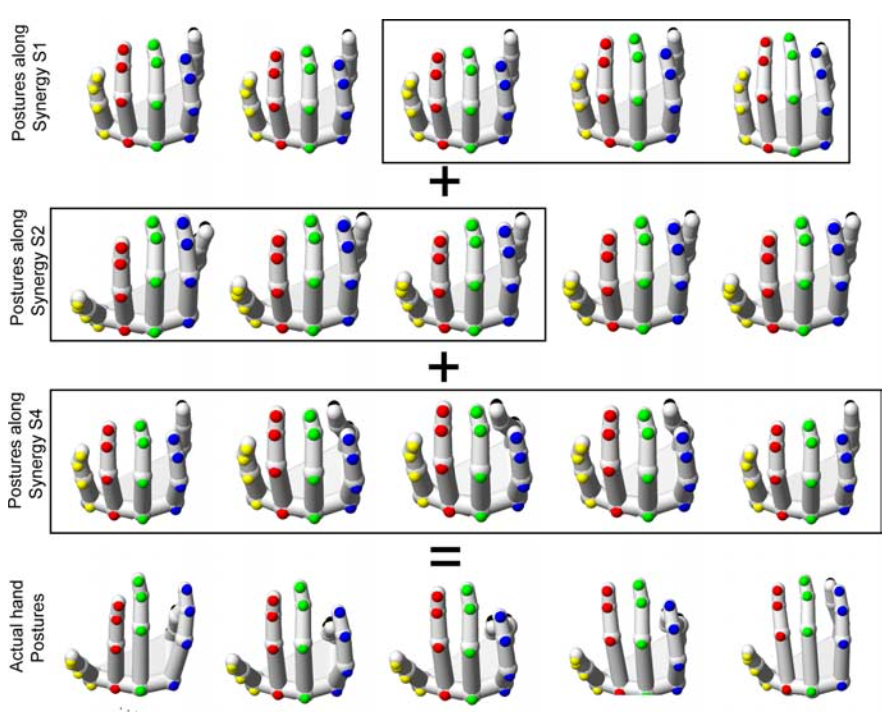 Postures along
Synergy S1
+
Postures along
Synergy S2
+
Postures along
Synergy S4
=
Actual hand
Postures